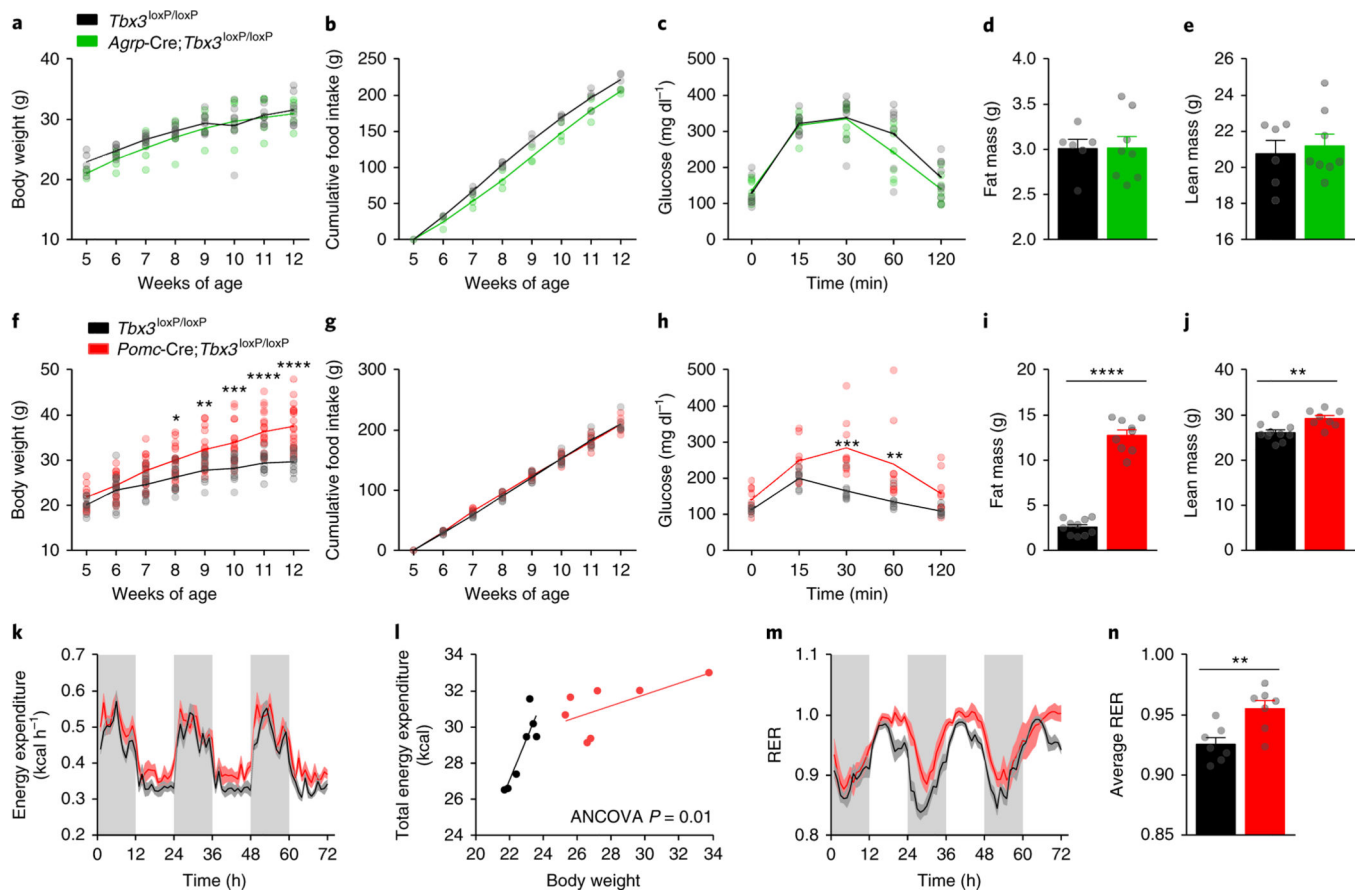 a b c d e
Tbx3loxP/loxP
Agrp-Cre;Tbx3loxP/loxP
Body weight (g)
40
30
20
10
5 6 7 8 9 10 11 12
Weeks of age
Cumulative food intake (g)
250
200
150
100
50
0
5 6 7 8 9 10 11 12
Weeks of age
Glucose (mg dl−1)
500
400
300
200
100
0
0 15 30 60 120
Time (min)
Fat mass (g)
4.0
3.5
3.0
2.5
2.0
Lean mass (g)
26
24
22
20
18
16
f g h i j
Tbx3loxP/loxP
Pomc-Cre;Tbx3loxP/loxP
Body weight (g)
50
40
30
20
10
* ** *** **** ****
5 6 7 8 9 10 11 12
Weeks of age
Cumulative food intake (g)
300
200
100
0
5 6 7 8 9 10 11 12
Weeks of age
Glucose (mg dl−1)
500
400
300
200
100
0
*** **
0 15 30 60 120
Time (min)
Fat mass (g)
20
15
10
5
0
****
Lean mass (g)
40
30
20
10
0
**
k l m n
Energy expenditure
(kcal h−1)
0.7
0.6
0.5
0.4
0.3
0.2
0 12 24 36 48 60 72
Time (h)
Total energy expenditure
(kcal)
34
32
30
28
26
24
ANCOVA P = 0.01
20 22 24 26 28 30 32 34
Body weight
RER
1.1
1.0
0.9
0.8
0 12 24 36 48 60 72
Time (h)
Average RER
1.00
0.95
0.90
0.85
**